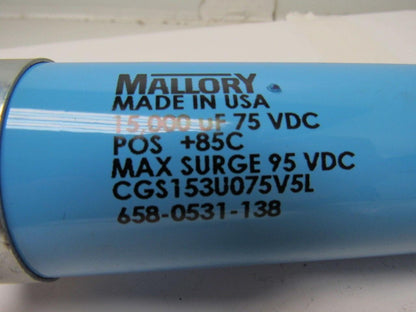 MALLORY
MADE IN USA
15,000 uF 75 VDC
POS +85C
MAX SURGE 95 VDC
CGS153U075V5L
658-0531-138